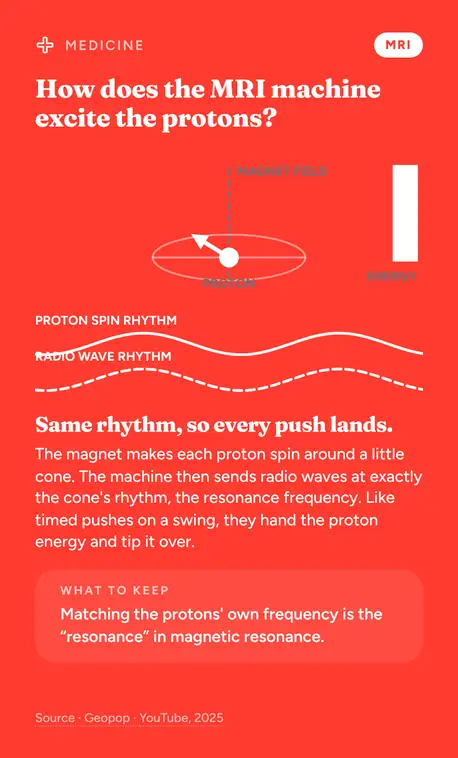 MEDICINE
MRI
How does the MRI machine
excite the protons?
MAGNET FIELD
PROTON
ENERGY
PROTON SPIN RHYTHM
RADIO WAVE RHYTHM
Same rhythm, so every push lands.
The magnet makes each proton spin around a little
cone. The machine then sends radio waves at exactly
the cone's rhythm, the resonance frequency. Like
timed pushes on a swing, they hand the proton
energy and tip it over.
WHAT TO KEEP
Matching the protons' own frequency is the
“resonance” in magnetic resonance.
Source · Geopop · YouTube, 2025